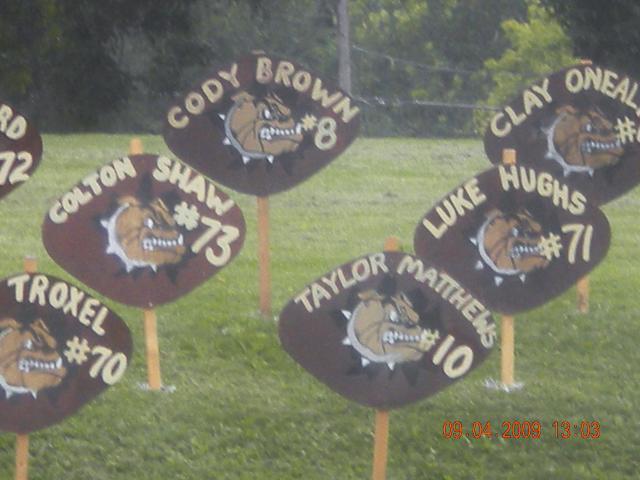 CODY BROWN
#8
CLAY ONEAL
#
RD
72
COLTON SHAW
#73
LUKE HUGHS
#71
TROXEL
#70
TAYLOR MATTHEWS
#10
09.04.2009 13:03